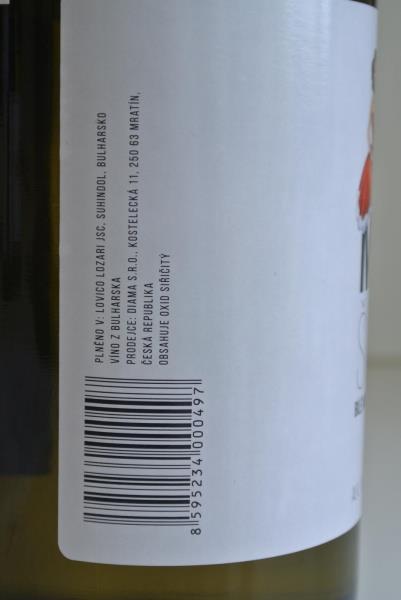 PLNĚNO V: LOVICO LOZARI JSC, SUHINDOL, BULHARSKO
VÍNO Z BULHARSKA
PRODEJCE: DIAMA S.R.O., KOSTELECKÁ 11, 250 63 MRATÍN,
ČESKÁ REPUBLIKA
OBSAHUJE OXID SIŘIČITÝ
8 595234 000497